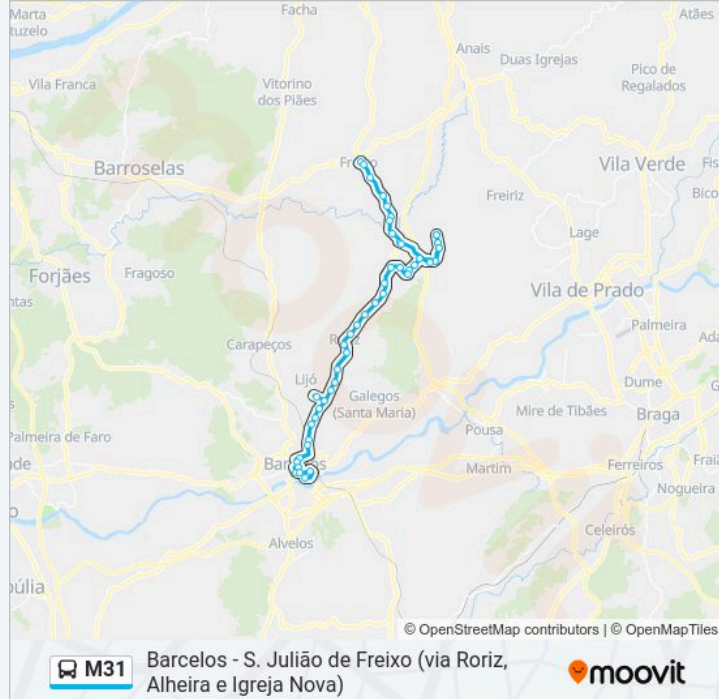 Marta
Facha
Atães
tuzelo
Anais
Duas Igrejas
Pico de
Regalados
Vila Franca
Vitorino
dos Piães
Barroselas
Vila Verde
Freiriz
Lage
Forjães
Fragoso
Vila de Prado
ntas
Palmeira
Carapeços
Lijó
Dume
Galegos
(Santa Maria)
Mire de Tibães
Braga
Pousa
Palmeira de Faro
nde
Martim
Ferreiros
Nogueira
Celeirós
Alvelos
púlia
© OpenStreetMap contributors | © OpenMapTiles
M31
Barcelos - S. Julião de Freixo (via Roriz,
Alheira e Igreja Nova)
moovit